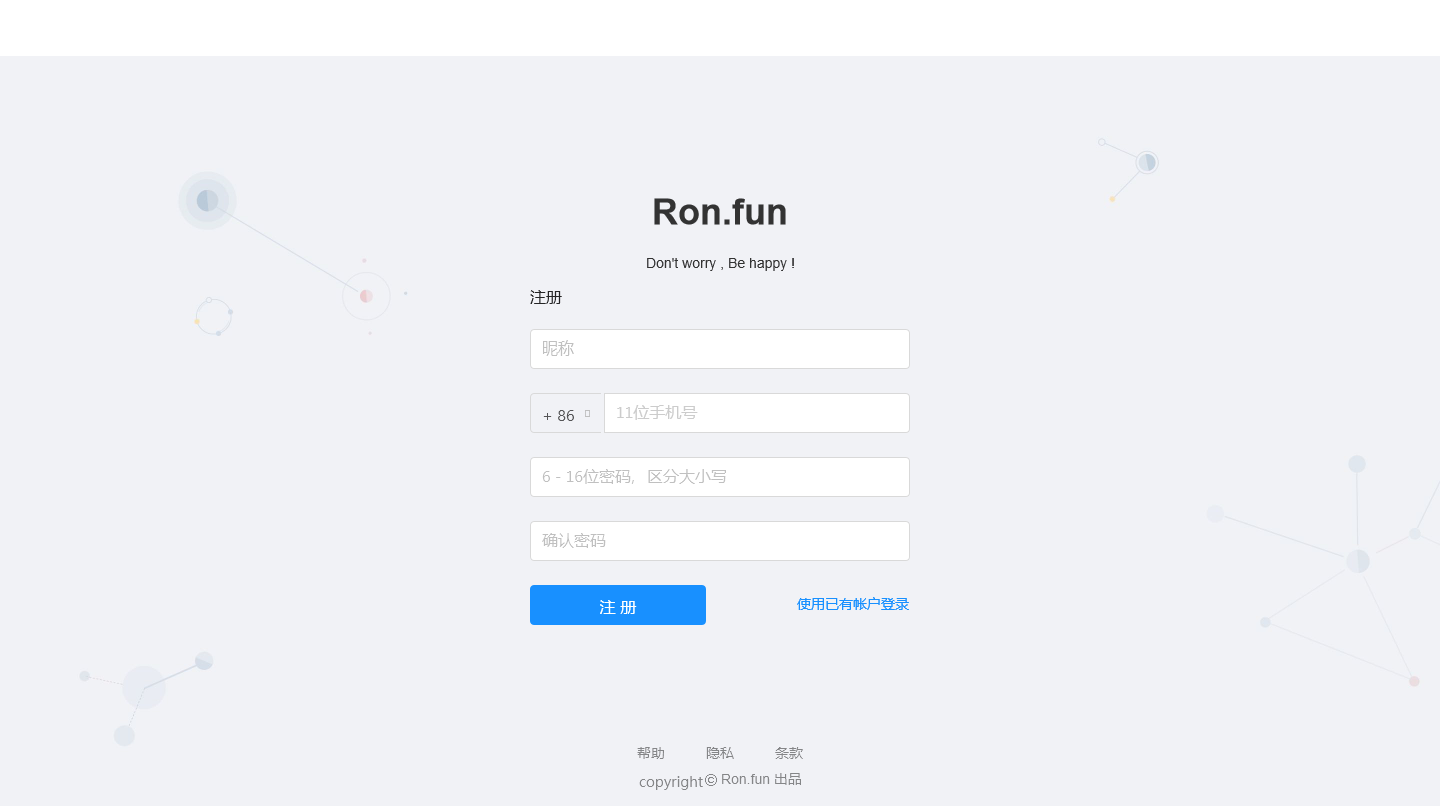 Ron.fun
Don't worry , Be happy !
注册
昵称
+ 86 11位手机号
6 - 16位密码，区分大小写
确认密码
注 册 使用已有帐户登录
帮助 隐私 条款
copyright© Ron.fun 出品